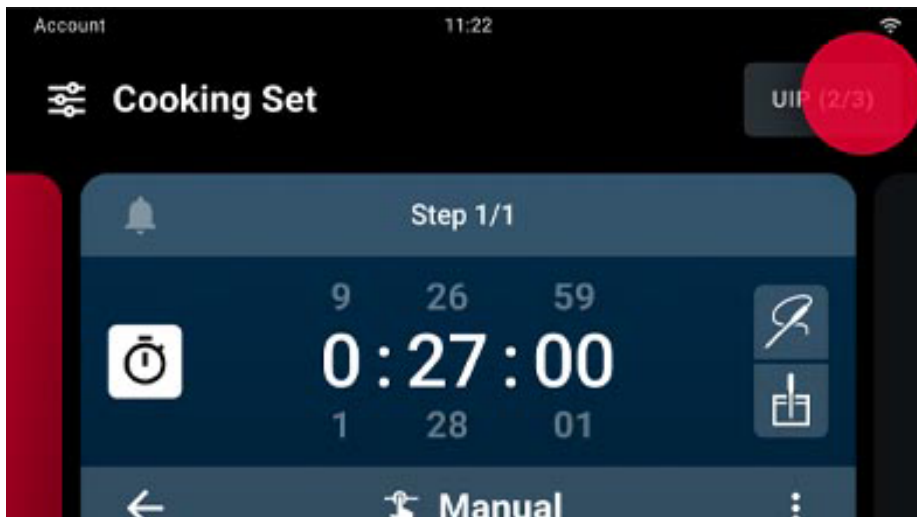 Account 11:22
Cooking Set UIP (2/3)
Step 1/1
9 26 59
0 : 27 : 00
1 28 01
Manual